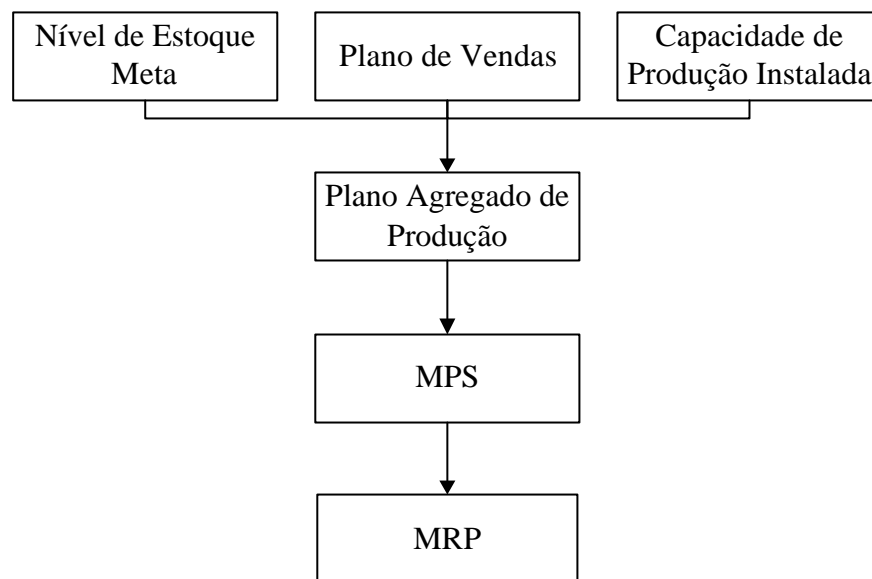 Nível de Estoque
Meta
Plano de Vendas
Capacidade de
Produção Instalada
Plano Agregado de
Produção
MPS
MRP